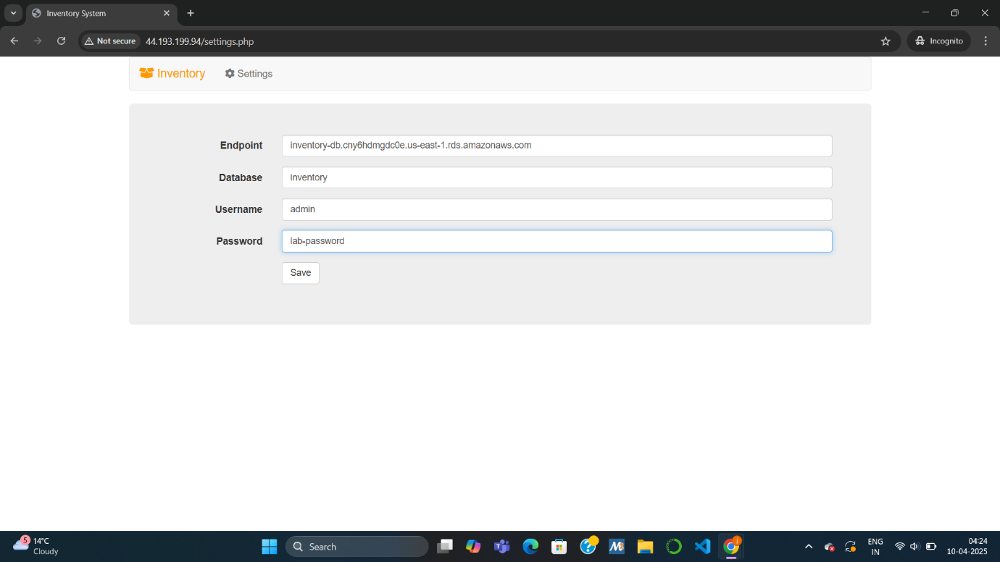 Inventory System
Not secure 44.193.199.94/settings.php Incognito
Inventory Settings
Endpoint inventory-db.cny6hdmgdc0e.us-east-1.rds.amazonaws.com
Database inventory
Username admin
Password lab-password
Save
5 14°C
Cloudy
Search
ENG
IN
04:24
10-04-2025